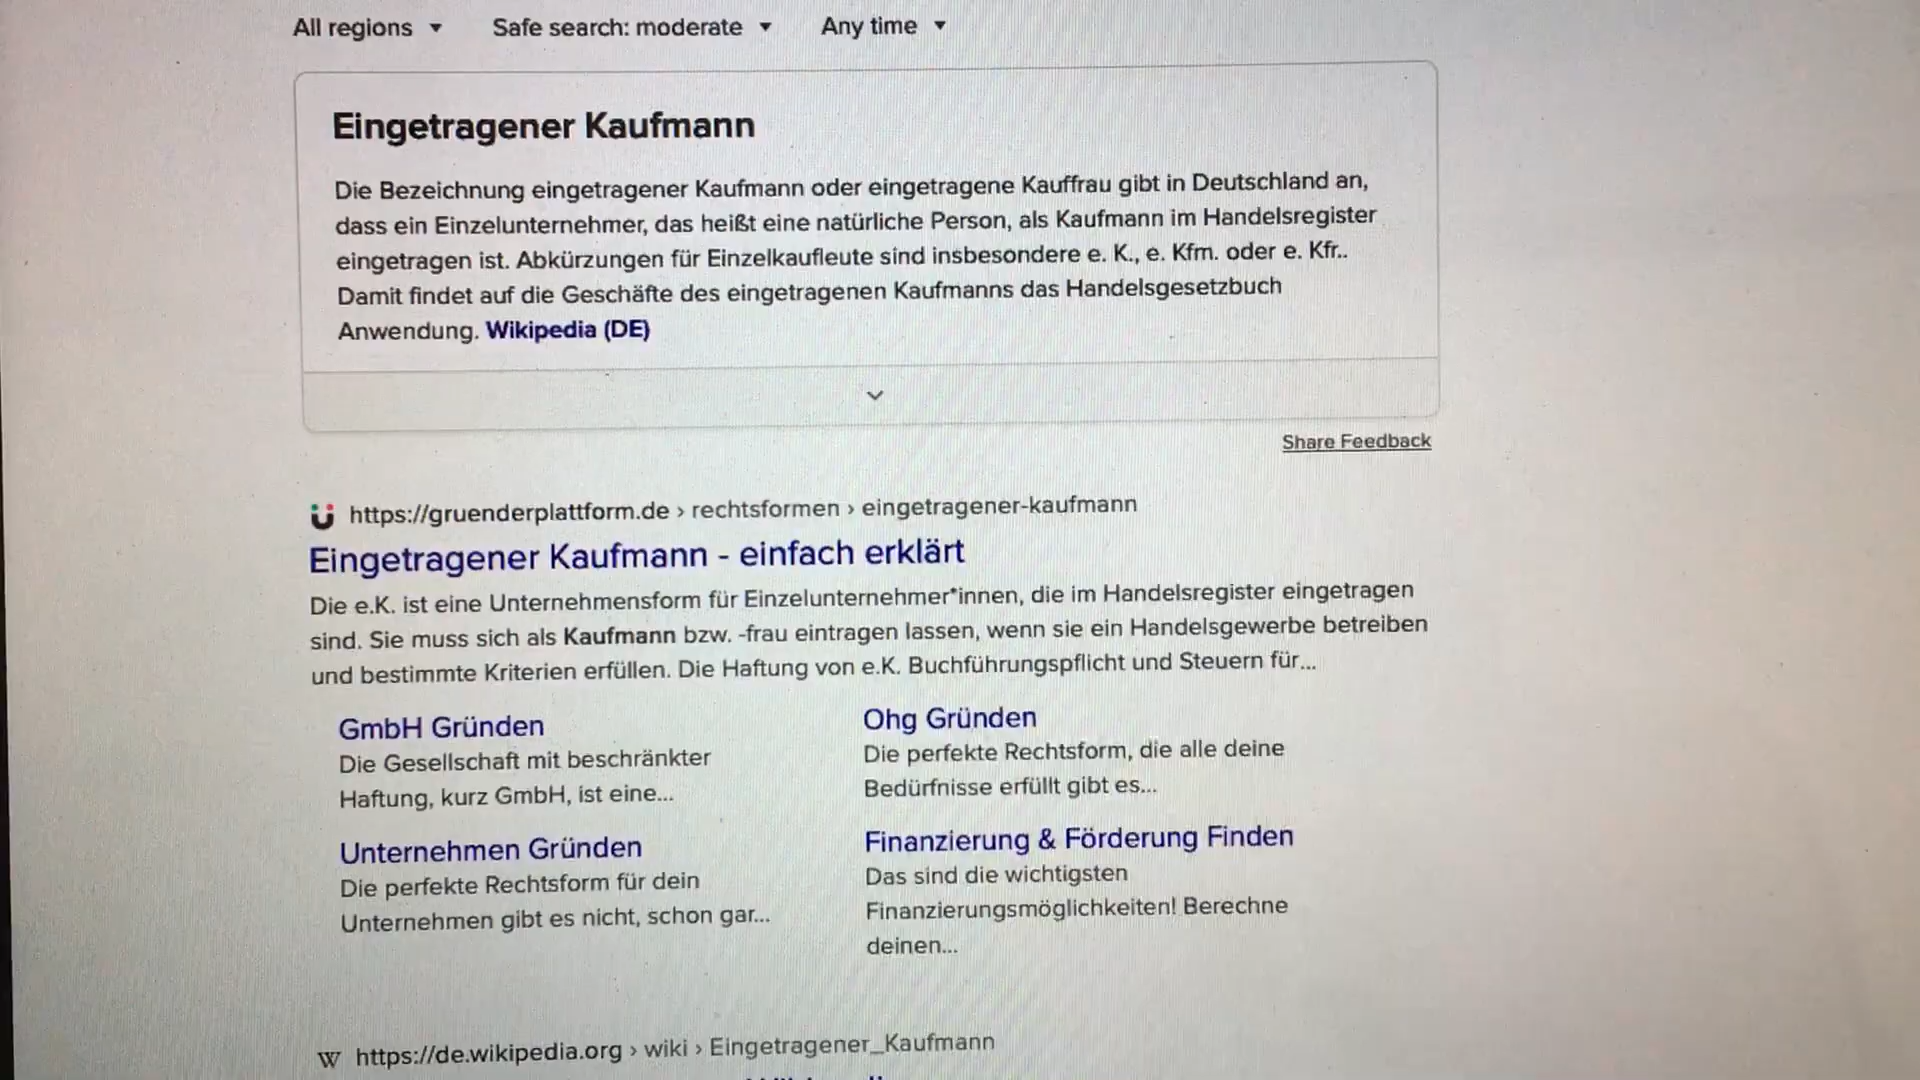 All regions
Safe search: moderate
Any time
Eingetragener Kaufmann
Die Bezeichnung eingetragener Kaufmann oder eingetragene Kauffrau gibt in Deutschland an,
dass ein Einzelunternehmer, das heißt eine natürliche Person, als Kaufmann im Handelsregister
eingetragen ist. Abkürzungen für Einzelkaufleute sind insbesondere e. K., e. Kfm. oder e. Kfr..
Damit findet auf die Geschäfte des eingetragenen Kaufmanns das Handelsgesetzbuch
Anwendung. Wikipedia (DE)
Share Feedback
https://gruenderplattform.de › rechtsformen › eingetragener-kaufmann
Eingetragener Kaufmann - einfach erklärt
Die e.K. ist eine Unternehmensform für Einzelunternehmer*innen, die im Handelsregister eingetragen
sind. Sie muss sich als Kaufmann bzw. -frau eintragen lassen, wenn sie ein Handelsgewerbe betreiben
und bestimmte Kriterien erfüllen. Die Haftung von e.K. Buchführungspflicht und Steuern für...
GmbH Gründen
Die Gesellschaft mit beschränkter
Haftung, kurz GmbH, ist eine...
Ohg Gründen
Die perfekte Rechtsform, die alle deine
Bedürfnisse erfüllt gibt es...
Unternehmen Gründen
Die perfekte Rechtsform für dein
Unternehmen gibt es nicht, schon gar...
Finanzierung & Förderung Finden
Das sind die wichtigsten
Finanzierungsmöglichkeiten! Berechne
deinen...
W https://de.wikipedia.org › wiki › Eingetragener_Kaufmann